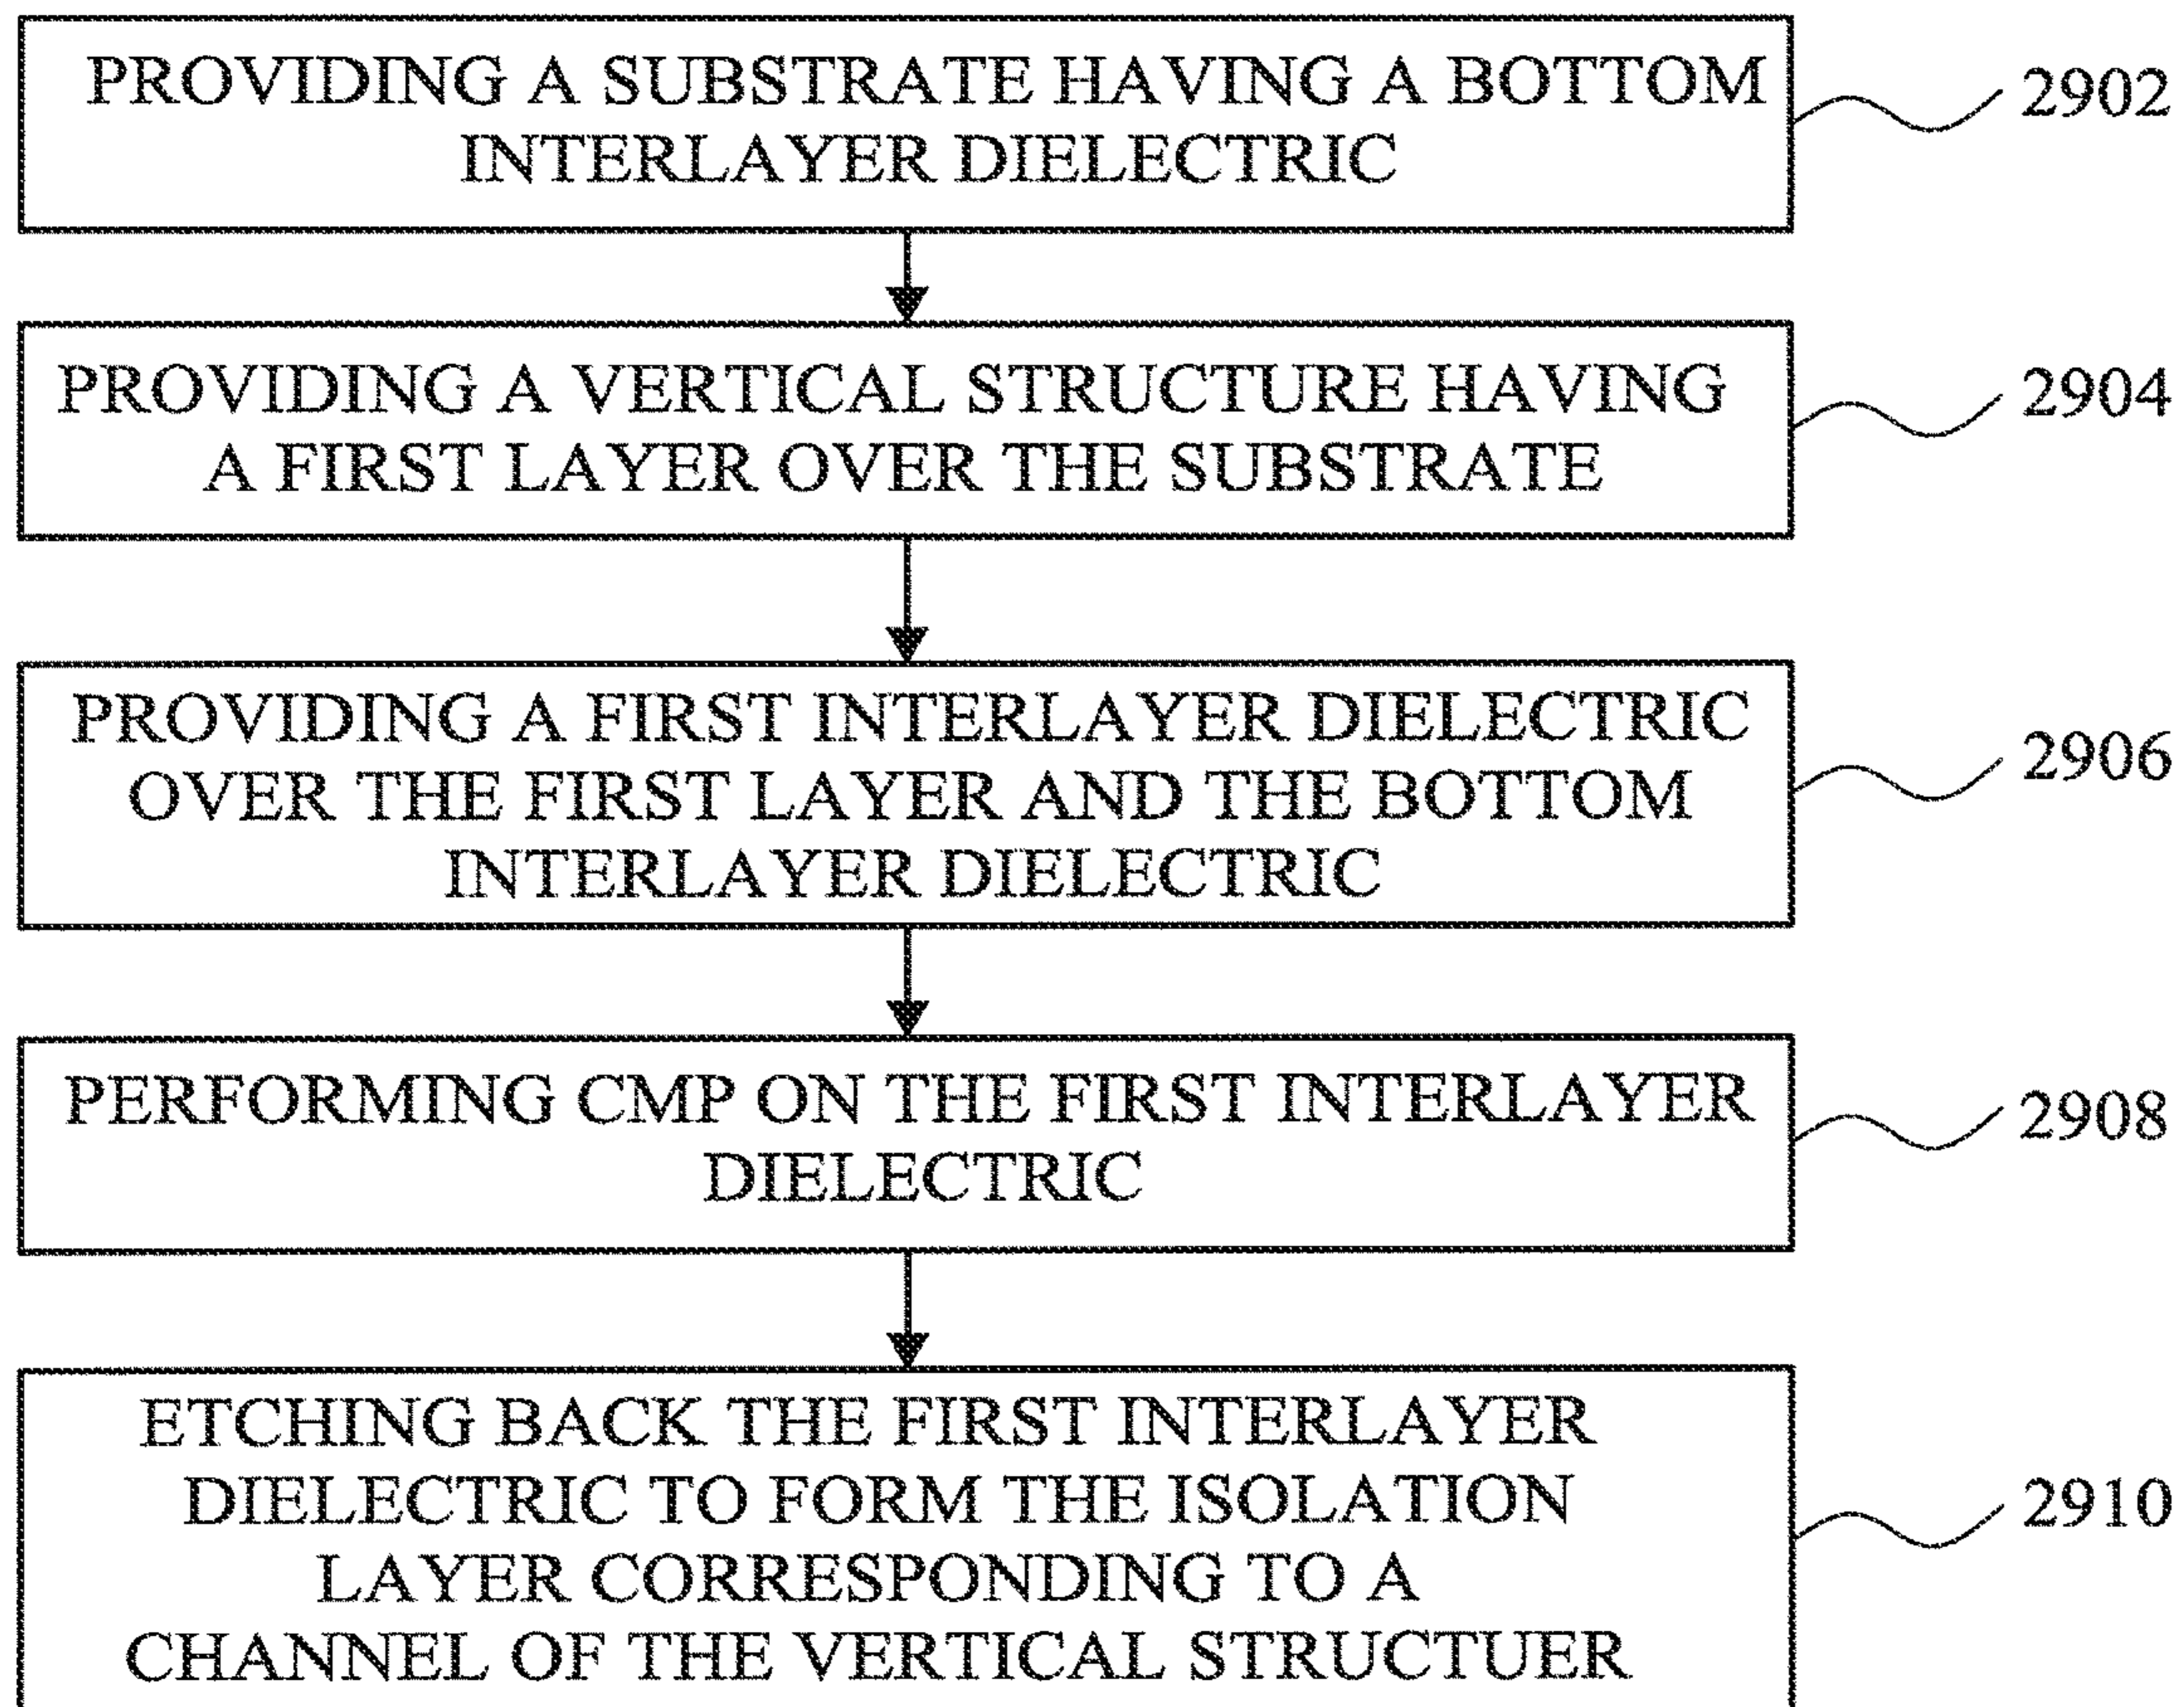 PROVIDING A SUBSTRATE HAVING A BOTTOM
INTERLAYER DIELECTRIC
2902
PROVIDING A VERTICAL STRUCTURE HAVING
A FIRST LAYER OVER THE SUBSTRATE
2904
PROVIDING A FIRST INTERLAYER DIELECTRIC
OVER THE FIRST LAYER AND THE BOTTOM
INTERLAYER DIELECTRIC
2906
PERFORMING CMP ON THE FIRST INTERLAYER
DIELECTRIC
2908
ETCHING BACK THE FIRST INTERLAYER
DIELECTRIC TO FORM THE ISOLATION
LAYER CORRESPONDING TO A
CHANNEL OF THE VERTICAL STRUCTUER
2910